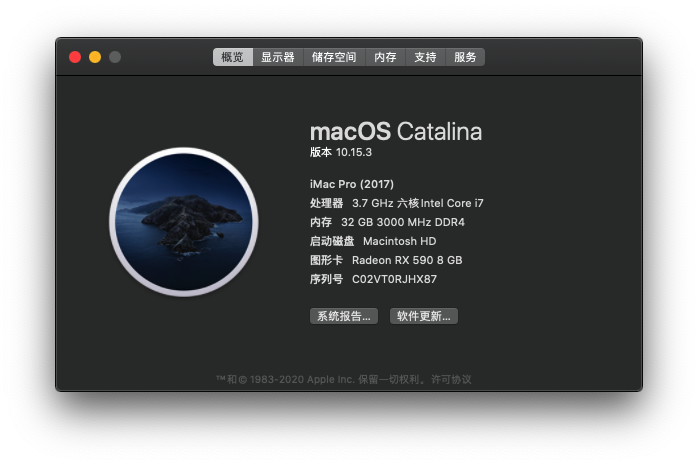 概览 显示器 储存空间 内存 支持 服务
macOS Catalina
版本 10.15.3
iMac Pro (2017)
处理器 3.7 GHz 六核Intel Core i7
内存 32 GB 3000 MHz DDR4
启动磁盘 Macintosh HD
图形卡 Radeon RX 590 8 GB
序列号 C02VT0RJHX87
系统报告... 软件更新...
™和© 1983-2020 Apple Inc. 保留一切权利。许可协议